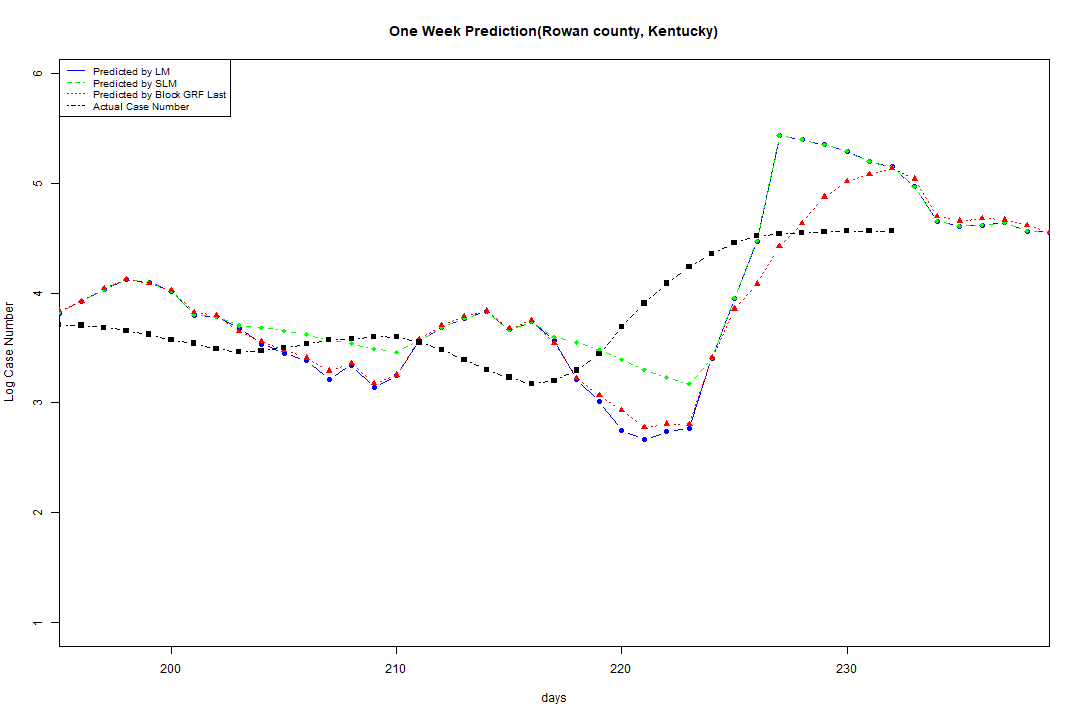 One Week Prediction(Rowan county, Kentucky)
Predicted by LM
Predicted by SLM
Predicted by Block GRF Last
Actual Case Number
6
5
4
3
2
1
Log Case Number
200
210
220
230
days